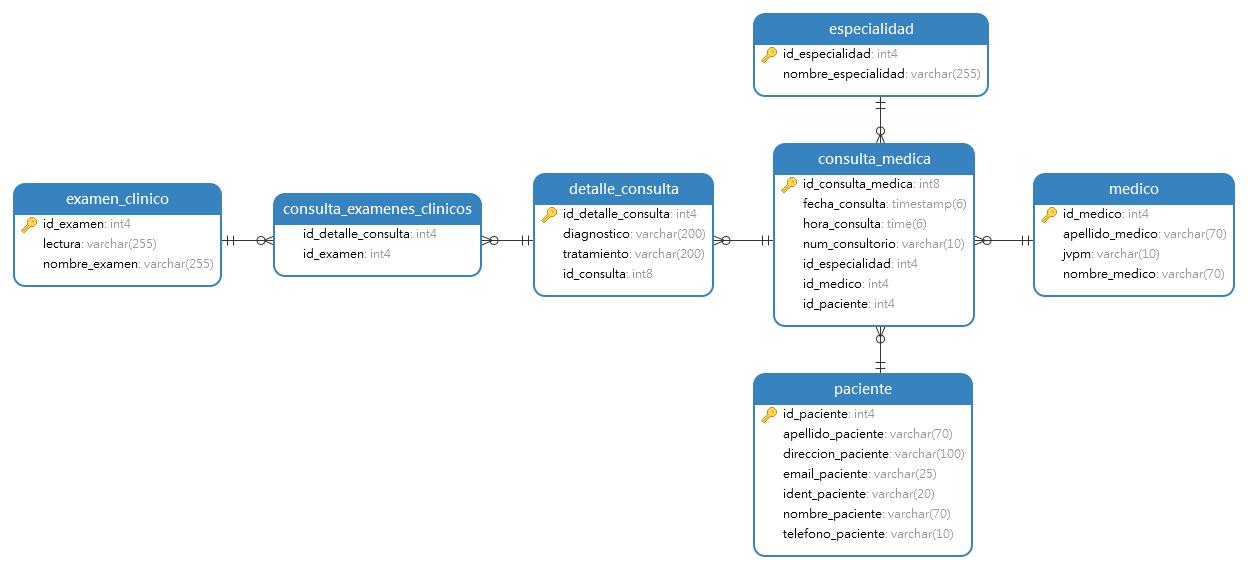 especialidad
id_especialidad: int4
nombre_especialidad: varchar(255)
examen_clinico
id_examen: int4
lectura: varchar(255)
nombre_examen: varchar(255)
consulta_examenes_clinicos
id_detalle_consulta: int4
id_examen: int4
detalle_consulta
id_detalle_consulta: int4
diagnostico: varchar(200)
tratamiento: varchar(200)
id_consulta: int8
consulta_medica
id_consulta_medica: int8
fecha_consulta: timestamp(6)
hora_consulta: time(6)
num_consultorio: varchar(10)
id_especialidad: int4
id_medico: int4
id_paciente: int4
medico
id_medico: int4
apellido_medico: varchar(70)
jvpm: varchar(10)
nombre_medico: varchar(70)
paciente
id_paciente: int4
apellido_paciente: varchar(70)
direccion_paciente: varchar(100)
email_paciente: varchar(25)
ident_paciente: varchar(20)
nombre_paciente: varchar(70)
telefono_paciente: varchar(10)